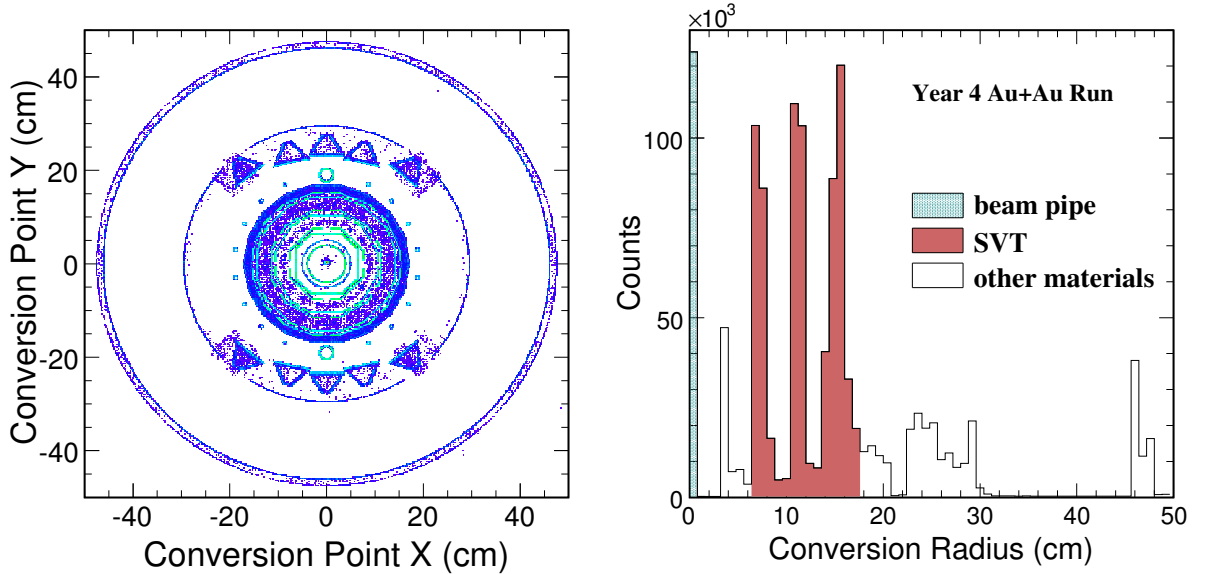 Conversion Point Y (cm)
40
20
0
-20
-40
-40
-20
0
20
40
Conversion Point X (cm)
×10³
Counts
100
50
0
Year 4 Au+Au Run
beam pipe
SVT
other materials
0
10
20
30
40
50
Conversion Radius (cm)